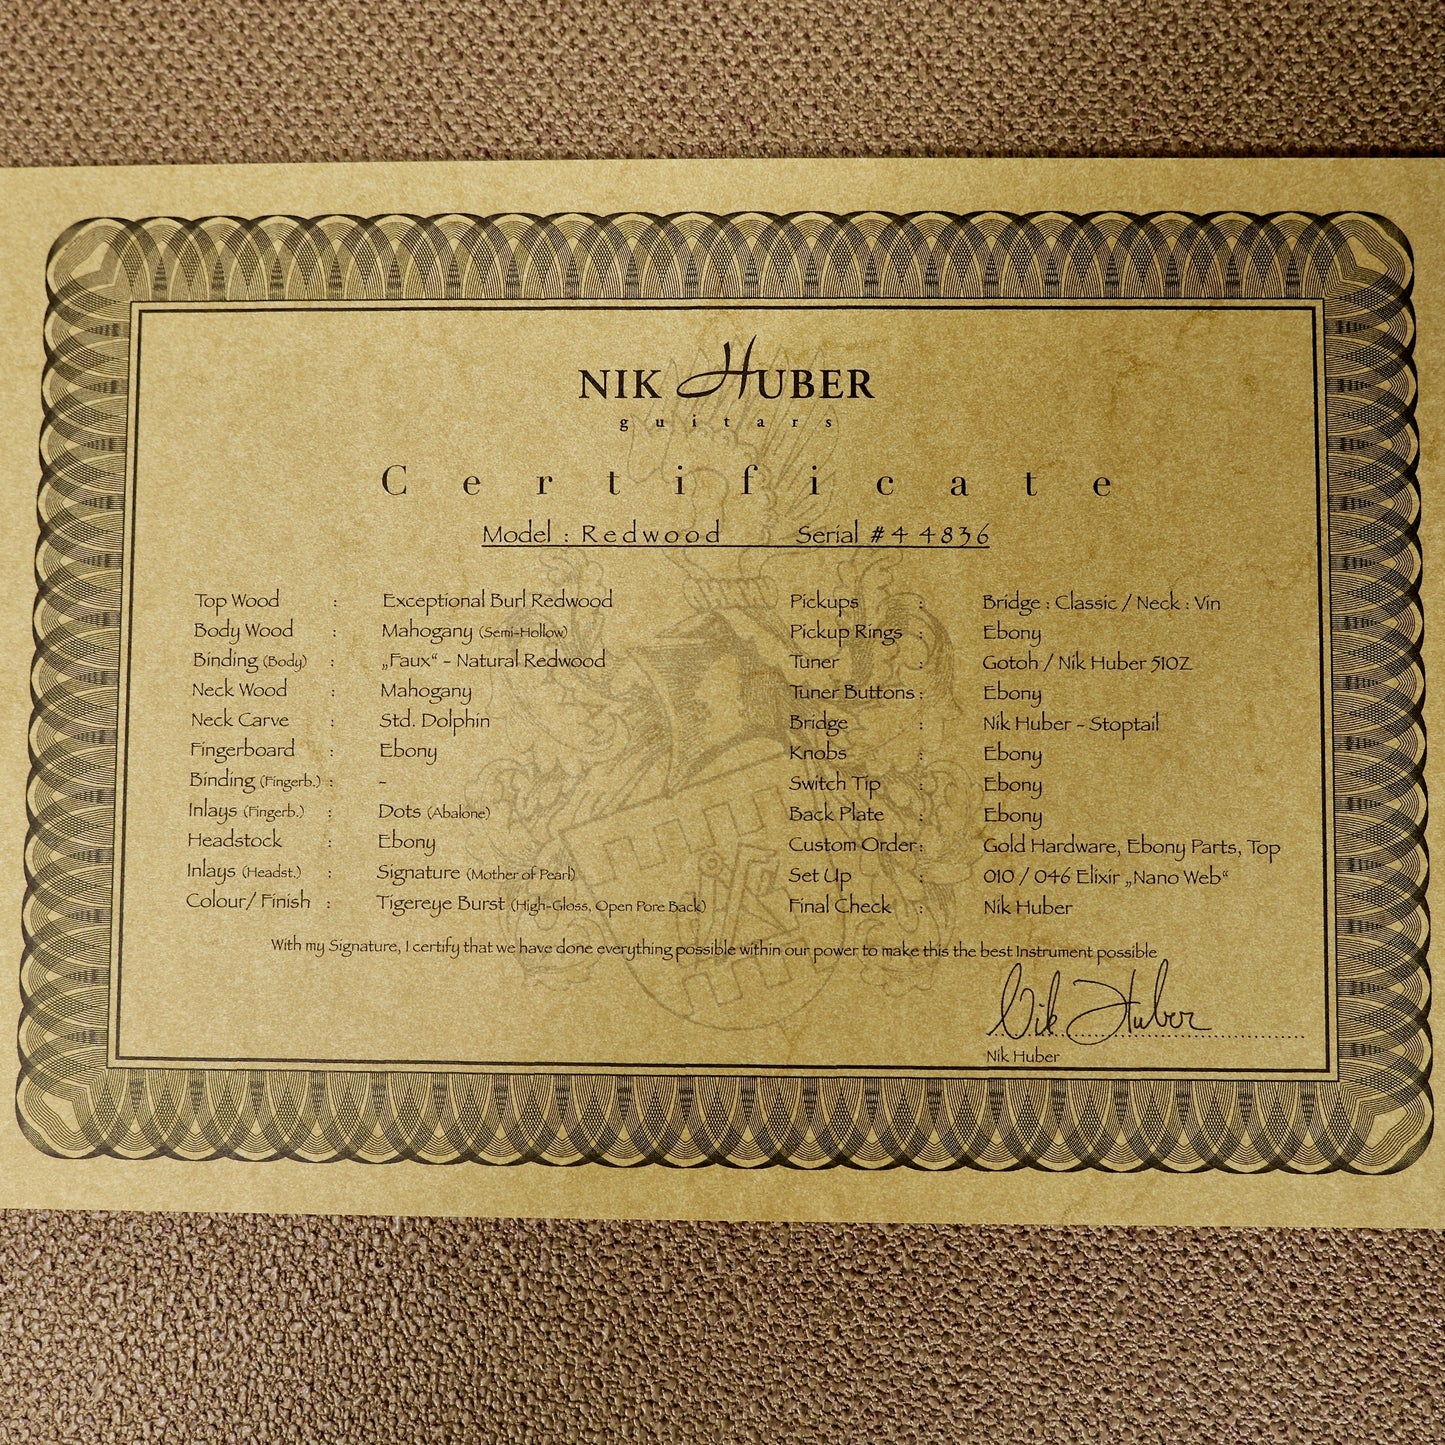 NIK HUBER
guitars
Certificate
Model : Redwood Serial # 4 4836
Top Wood : Exceptional Burl Redwood
Body Wood : Mahogany (Semi-Hollow)
Binding (Body) : „Faux“ - Natural Redwood
Neck Wood : Mahogany
Neck Carve : Std. Dolphin
Fingerboard : Ebony
Binding (Fingerb.) : -
Inlays (Fingerb.) : Dots (Abalone)
Headstock : Ebony
Inlays (Headst.) : Signature (Mother of Pearl)
Colour/ Finish : Tigereye Burst (High-Gloss, Open Pore Back)
Pickups : Bridge : Classic / Neck : Vin
Pickup Rings : Ebony
Tuner : Gotoh / Nik Huber 510Z
Tuner Buttons : Ebony
Bridge : Nik Huber - Stoptail
Knobs : Ebony
Switch Tip : Ebony
Back Plate : Ebony
Custom Order : Gold Hardware, Ebony Parts, Top
Set Up : 010 / 046 Elixir „Nano Web“
Final Check : Nik Huber
With my Signature, I certify that we have done everything possible within our power to make this the best Instrument possible
Nik Huber
Nik Huber